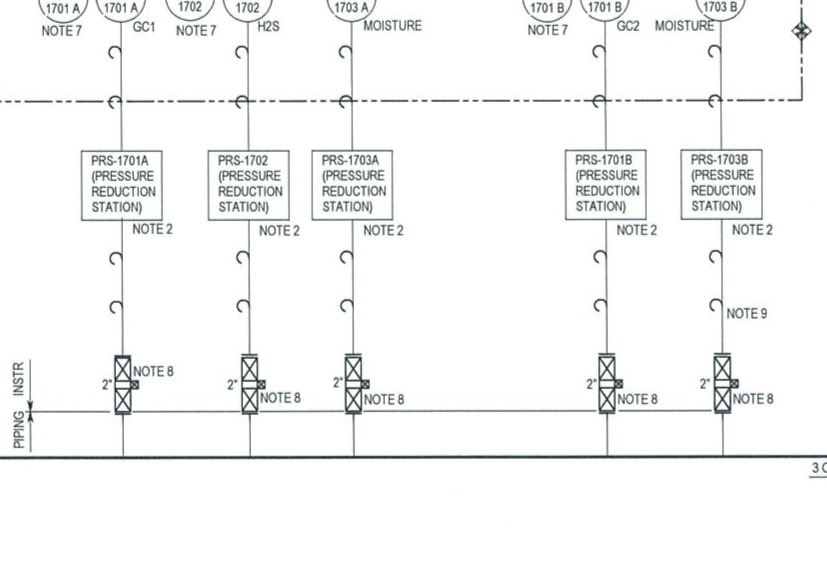 1701 A
1701 A
1702
1702
1703 A
1701 B
1701 B
1703 B
NOTE 7
GC1
NOTE 7
H2S
MOISTURE
NOTE 7
GC2
MOISTURE
PRS-1701A
(PRESSURE
REDUCTION
STATION)
NOTE 2
PRS-1702
(PRESSURE
REDUCTION
STATION)
NOTE 2
PRS-1703A
(PRESSURE
REDUCTION
STATION)
NOTE 2
PRS-1701B
(PRESSURE
REDUCTION
STATION)
NOTE 2
PRS-1703B
(PRESSURE
REDUCTION
STATION)
NOTE 2
NOTE 9
INSTR
PIPING
2"
NOTE 8
2"
NOTE 8
2"
NOTE 8
2"
NOTE 8
2"
NOTE 8